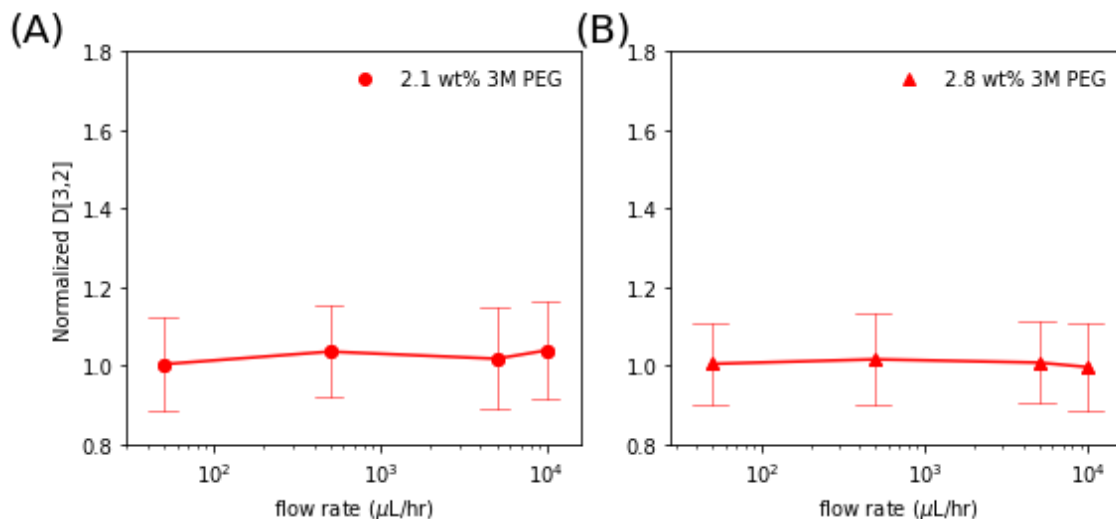 (A)
2.1 wt% 3M PEG
Normalized D[3,2]
1.8
1.6
1.4
1.2
1.0
0.8
10²
10³
10⁴
flow rate (μL/hr)
(B)
2.8 wt% 3M PEG
1.8
1.6
1.4
1.2
1.0
0.8
10²
10³
10⁴
flow rate (μL/hr)